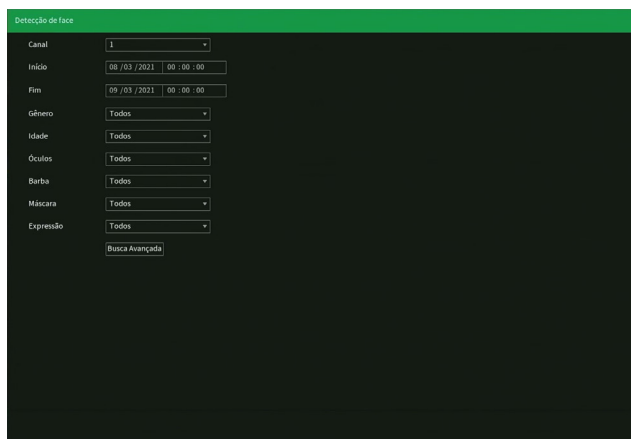 Detecção de face
Canal 1
Início 08 /03 /2021 00 : 00 : 00
Fim 09 /03 /2021 00 : 00 : 00
Gênero Todos
Idade Todos
Óculos Todos
Barba Todos
Máscara Todos
Expressão Todos
Busca Avançada